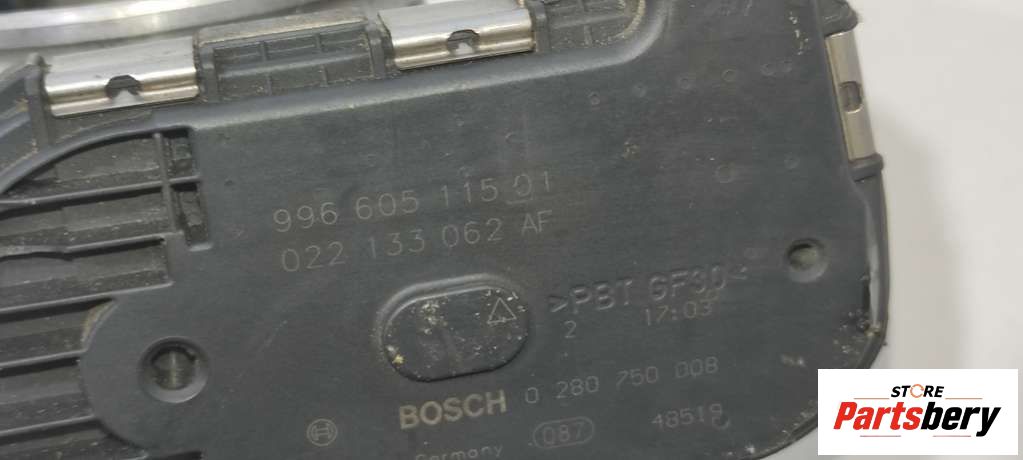 996 605 115 01
022 133 062 AF
>PBT GF30<
2 17:03
BOSCH 0 280 750 008
Germany 087 48518
STORE
Partsbery